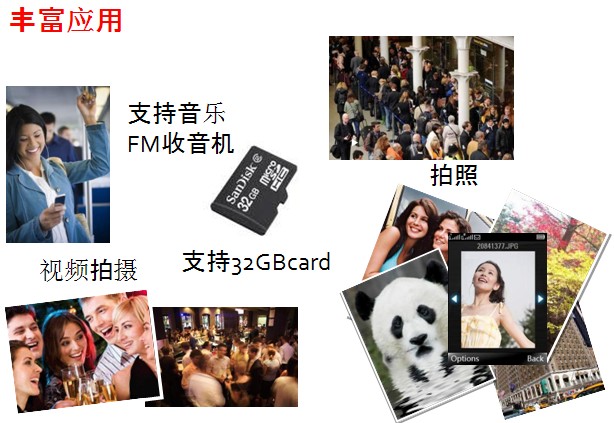 丰富应用
支持音乐
FM收音机
SanDisk
32GB
micro
SD HC
支持32GBcard
视频拍摄
拍照
20841377.JPG
Options
Back